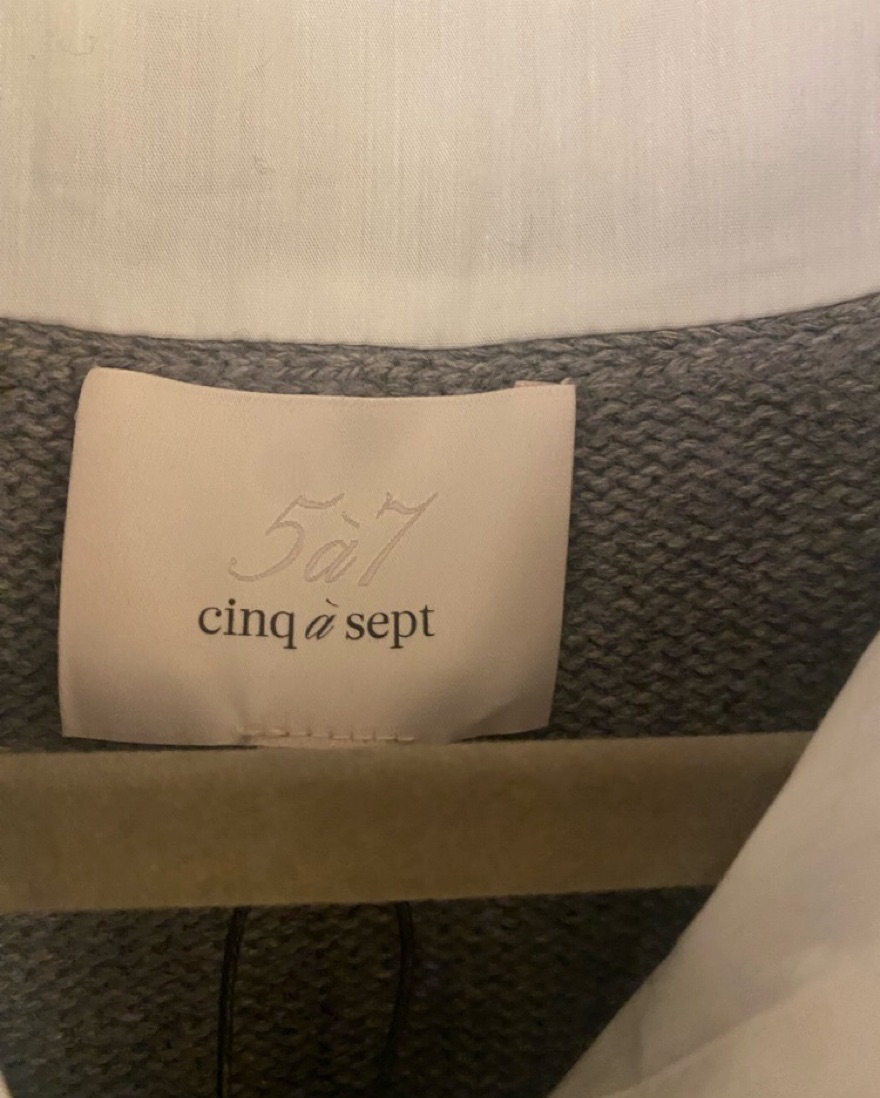 5à7
cinq à sept